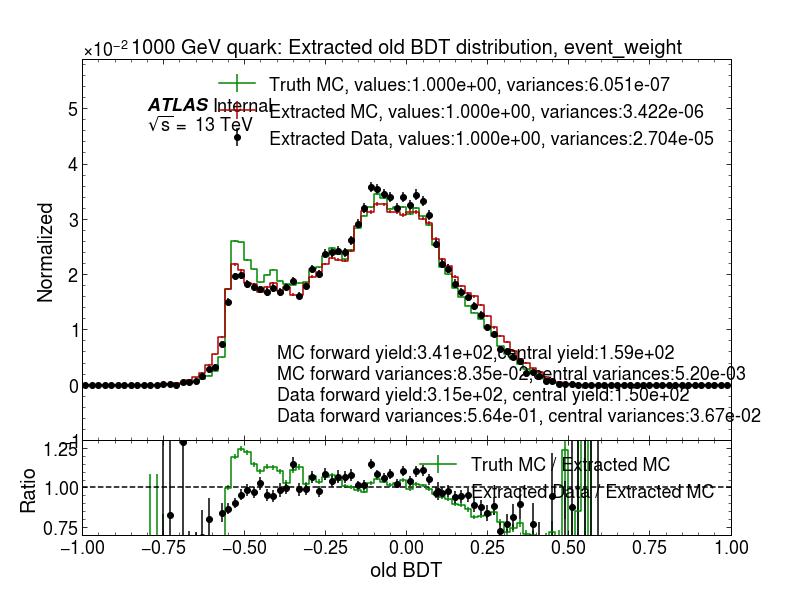 ×10⁻² 1000 GeV quark: Extracted old BDT distribution, event_weight
Truth MC, values:1.000e+00, variances:6.051e-07
ATLAS Internal
Extracted MC, values:1.000e+00, variances:3.422e-06
√s = 13 TeV
Extracted Data, values:1.000e+00, variances:2.704e-05
5
4
3
2
1
0
1
Normalized
MC forward yield:3.41e+02,central yield:1.59e+02
MC forward variances:8.35e-02,central variances:5.20e-03
Data forward yield:3.15e+02, central yield:1.50e+02
Data forward variances:5.64e-01, central variances:3.67e-02
1.25
1.00
0.75
Ratio
Truth MC / Extracted MC
Extracted Data / Extracted MC
−1.00 −0.75 −0.50 −0.25 0.00 0.25 0.50 0.75 1.00
old BDT